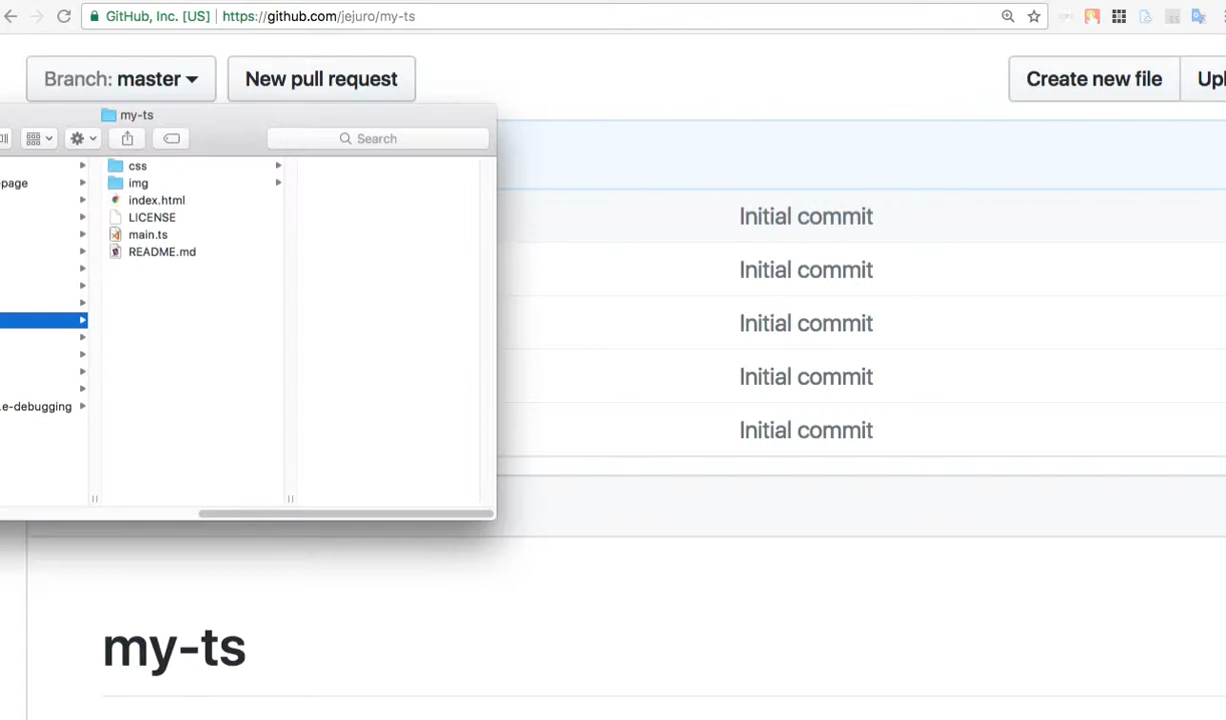 GitHub, Inc. [US] https://github.com/jejuro/my-ts
Branch: master New pull request Create new file Upl
my-ts
Search
page
e-debugging
css
img
index.html
LICENSE
main.ts
README.md
Initial commit
Initial commit
Initial commit
Initial commit
Initial commit
my-ts